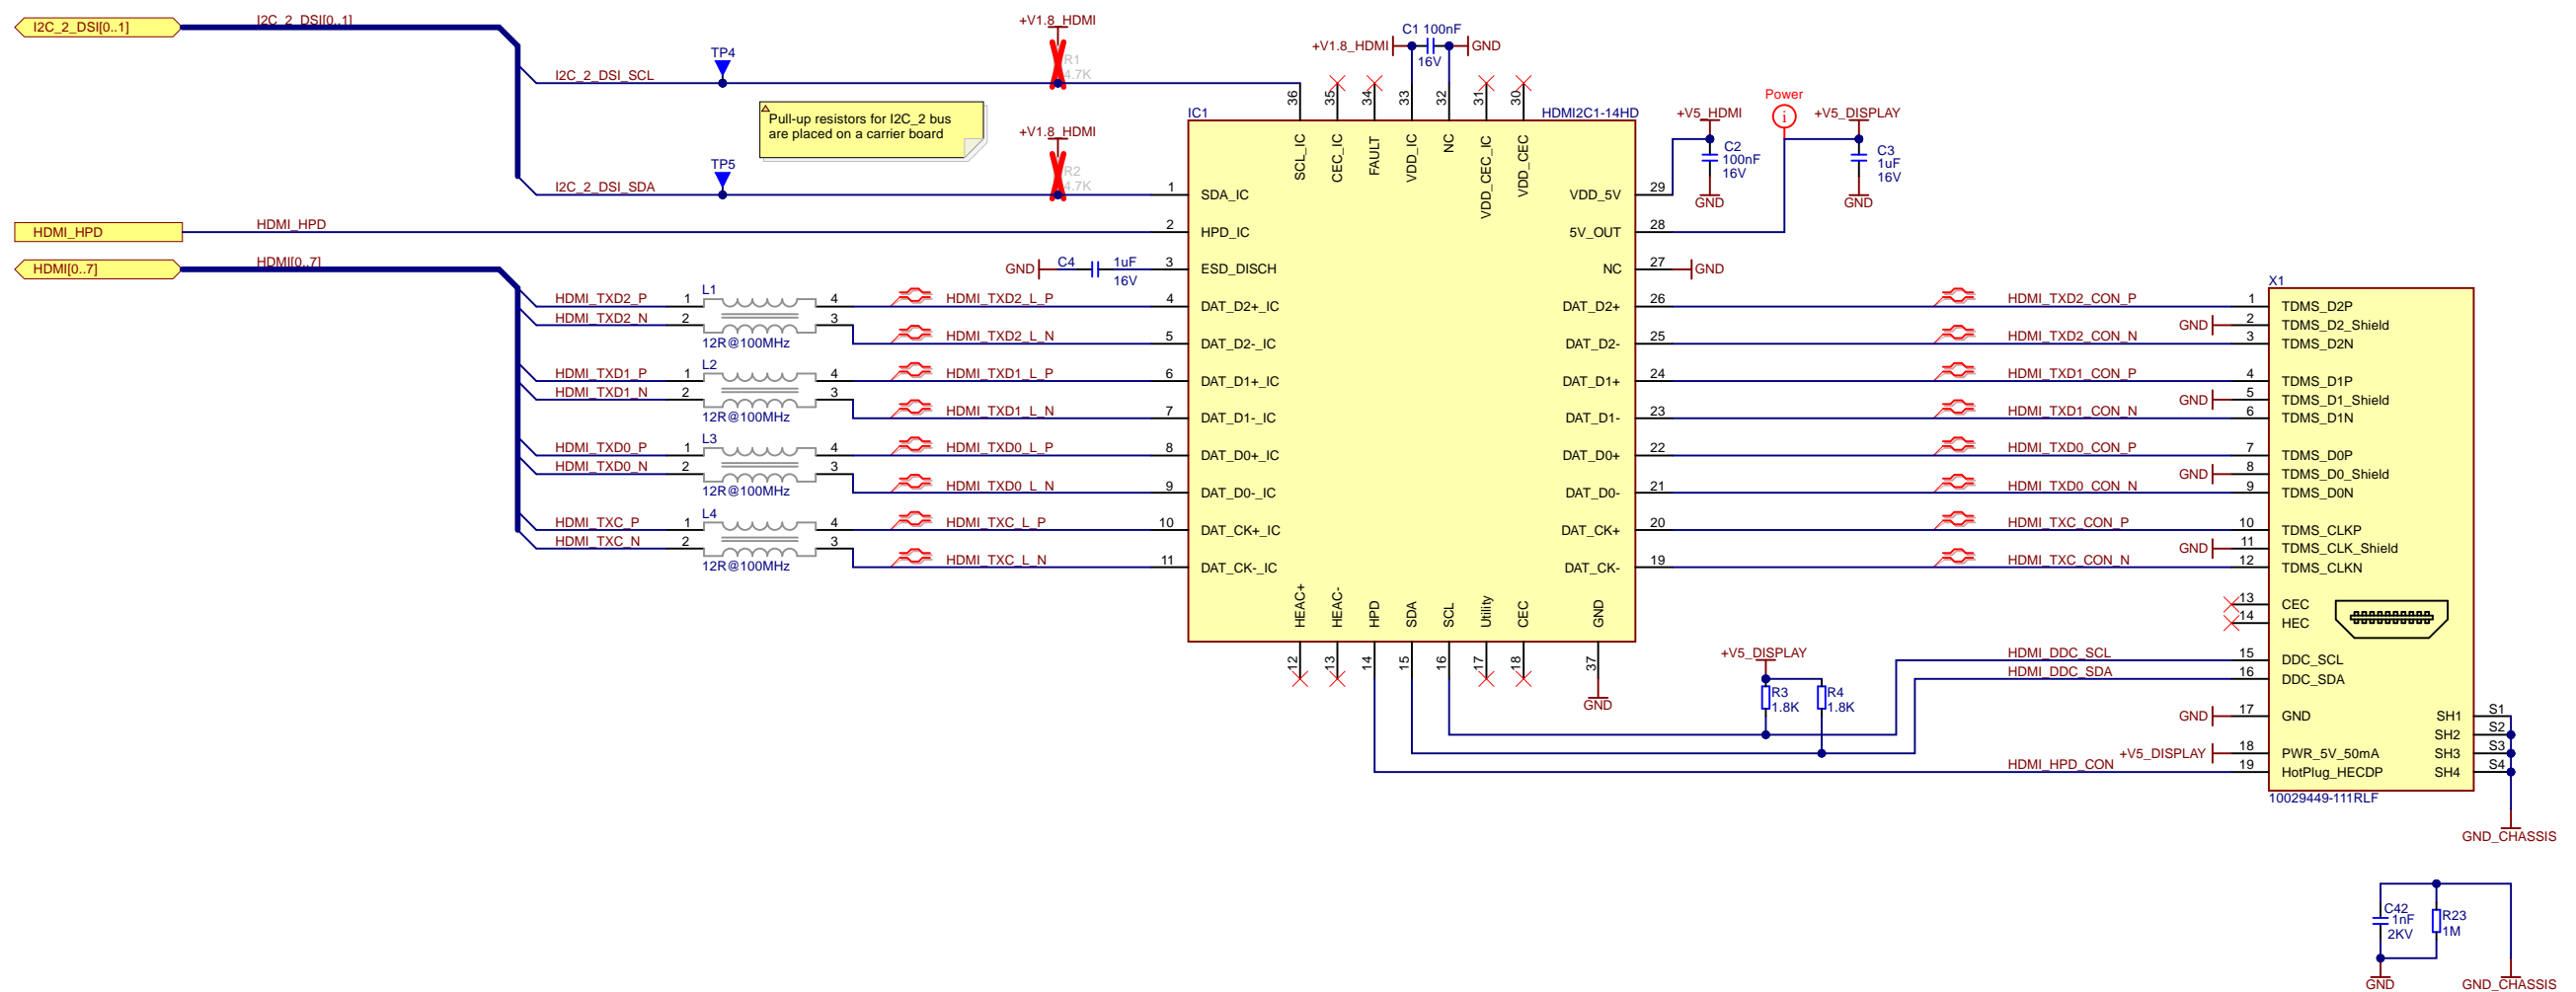 I2C_2_DSI[0..1]
I2C_2_DSI[0..1]
I2C_2_DSI_SCL
TP4
+V1.8_HDMI
R1
4.7K
Pull-up resistors for I2C_2 bus
are placed on a carrier board
I2C_2_DSI_SDA
TP5
+V1.8_HDMI
R2
4.7K
HDMI_HPD
HDMI_HPD
HDMI[0..7]
HDMI[0..7]
GND
C4
1uF
16V
HDMI_TXD2_P
HDMI_TXD2_N
1
2
L1
12R@100MHz
4
3
HDMI_TXD2_L_P
HDMI_TXD2_L_N
HDMI_TXD1_P
HDMI_TXD1_N
1
2
L2
12R@100MHz
4
3
HDMI_TXD1_L_P
HDMI_TXD1_L_N
HDMI_TXD0_P
HDMI_TXD0_N
1
2
L3
12R@100MHz
4
3
HDMI_TXD0_L_P
HDMI_TXD0_L_N
HDMI_TXC_P
HDMI_TXC_N
1
2
L4
12R@100MHz
4
3
HDMI_TXC_L_P
HDMI_TXC_L_N
+V1.8_HDMI
C1 100nF
16V
GND
IC1
HDMI2C1-14HD
36
35
34
33
32
31
30
SCL_IC
CEC_IC
FAULT
VDD_IC
NC
VDD_CEC_IC
VDD_CEC
1
SDA_IC
2
HPD_IC
3
ESD_DISCH
4
DAT_D2+_IC
5
DAT_D2-_IC
6
DAT_D1+_IC
7
DAT_D1-_IC
8
DAT_D0+_IC
9
DAT_D0-_IC
10
DAT_CK+_IC
11
DAT_CK-_IC
VDD_5V
29
5V_OUT
28
NC
27
GND
DAT_D2+
26
DAT_D2-
25
DAT_D1+
24
DAT_D1-
23
DAT_D0+
22
DAT_D0-
21
DAT_CK+
20
DAT_CK-
19
HEAC+
HEAC-
HPD
SDA
SCL
Utility
CEC
GND
12
13
14
15
16
17
18
37
GND
+V5_HDMI
C2
100nF
16V
GND
Power
i
+V5_DISPLAY
C3
1uF
16V
GND
HDMI_TXD2_CON_P
HDMI_TXD2_CON_N
HDMI_TXD1_CON_P
HDMI_TXD1_CON_N
HDMI_TXD0_CON_P
HDMI_TXD0_CON_N
HDMI_TXC_CON_P
HDMI_TXC_CON_N
+V5_DISPLAY
R3
1.8K
R4
1.8K
HDMI_DDC_SCL
HDMI_DDC_SDA
HDMI_HPD_CON
X1
1
TDMS_D2P
GND
2
TDMS_D2_Shield
3
TDMS_D2N
4
TDMS_D1P
GND
5
TDMS_D1_Shield
6
TDMS_D1N
7
TDMS_D0P
GND
8
TDMS_D0_Shield
9
TDMS_D0N
10
TDMS_CLKP
GND
11
TDMS_CLK_Shield
12
TDMS_CLKN
13
CEC
14
HEC
15
DDC_SCL
16
DDC_SDA
GND
17
GND
+V5_DISPLAY
18
PWR_5V_50mA
19
HotPlug_HECDP
SH1
S1
SH2
S2
SH3
S3
SH4
S4
10029449-111RLF
GND_CHASSIS
C42
1nF
2KV
R23
1M
GND
GND_CHASSIS